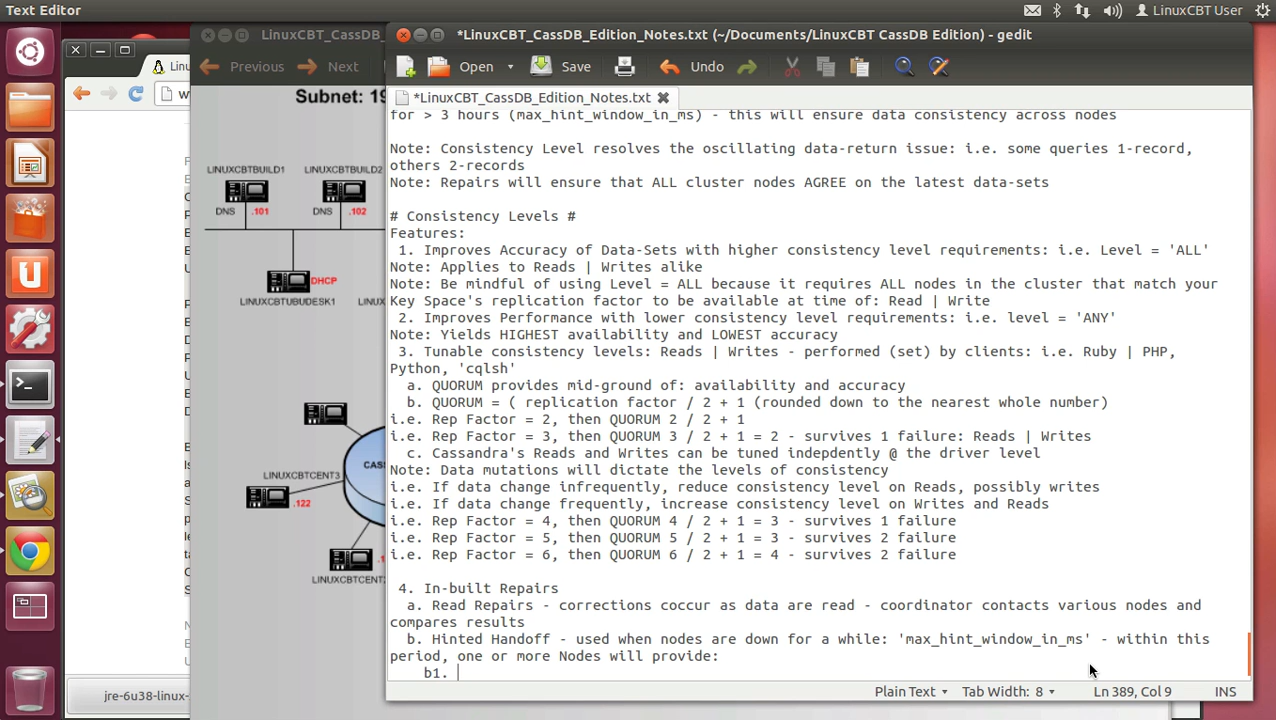 Text Editor
LinuxCBT User
LinuxCBT_CassDB_
*LinuxCBT_CassDB_Edition_Notes.txt (~/Documents/LinuxCBT CassDB Edition) - gedit
Previous
Next
Open
Save
Undo
*LinuxCBT_CassDB_Edition_Notes.txt
Subnet: 19
LINUXCBTBUILD1
LINUXCBTBUILD2
DNS
.101
DNS
.102
DHCP
LINUXCBTUBUDESK1
CAS
LINUXCBTCENT3
.122
LINUXCBTCENT2
jre-6u38-linux-
for > 3 hours (max_hint_window_in_ms) - this will ensure data consistency across nodes
Note: Consistency Level resolves the oscillating data-return issue: i.e. some queries 1-record,
others 2-records
Note: Repairs will ensure that ALL cluster nodes AGREE on the latest data-sets
# Consistency Levels #
Features:
1. Improves Accuracy of Data-Sets with higher consistency level requirements: i.e. Level = 'ALL'
Note: Applies to Reads | Writes alike
Note: Be mindful of using Level = ALL because it requires ALL nodes in the cluster that match your
Key Space's replication factor to be available at time of: Read | Write
2. Improves Performance with lower consistency level requirements: i.e. level = 'ANY'
Note: Yields HIGHEST availability and LOWEST accuracy
3. Tunable consistency levels: Reads | Writes - performed (set) by clients: i.e. Ruby | PHP,
Python, 'cqlsh'
a. QUORUM provides mid-ground of: availability and accuracy
b. QUORUM = ( replication factor / 2 + 1 (rounded down to the nearest whole number)
i.e. Rep Factor = 2, then QUORUM 2 / 2 + 1
i.e. Rep Factor = 3, then QUORUM 3 / 2 + 1 = 2 - survives 1 failure: Reads | Writes
c. Cassandra's Reads and Writes can be tuned indepdently @ the driver level
Note: Data mutations will dictate the levels of consistency
i.e. If data change infrequently, reduce consistency level on Reads, possibly writes
i.e. If data change frequently, increase consistency level on Writes and Reads
i.e. Rep Factor = 4, then QUORUM 4 / 2 + 1 = 3 - survives 1 failure
i.e. Rep Factor = 5, then QUORUM 5 / 2 + 1 = 3 - survives 2 failure
i.e. Rep Factor = 6, then QUORUM 6 / 2 + 1 = 4 - survives 2 failure
4. In-built Repairs
a. Read Repairs - corrections coccur as data are read - coordinator contacts various nodes and
compares results
b. Hinted Handoff - used when nodes are down for a while: 'max_hint_window_in_ms' - within this
period, one or more Nodes will provide:
b1.
Plain Text
Tab Width: 8
Ln 389, Col 9
INS